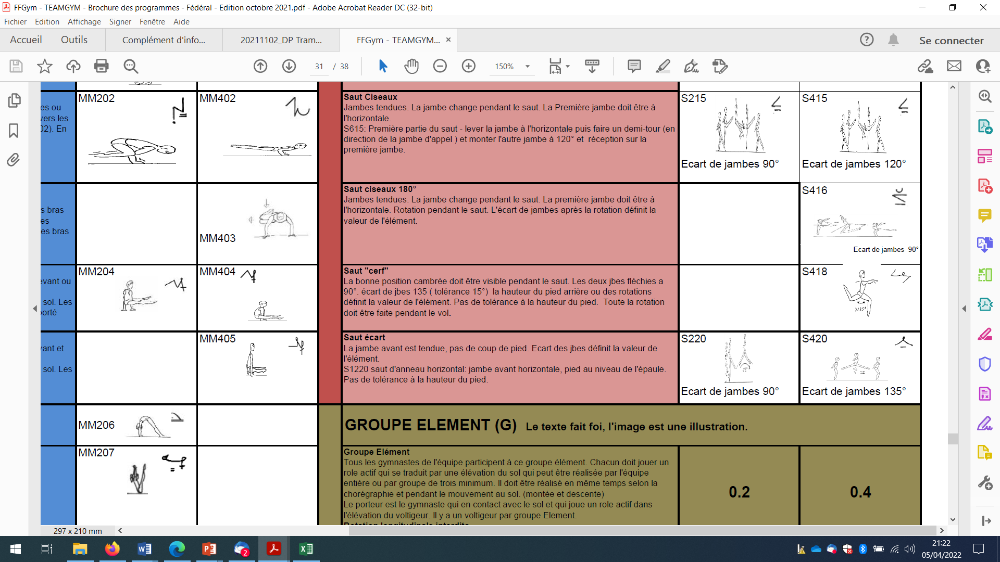 FFGym - TEAMGYM - Brochure des programmes - Fédéral - Edition octobre 2021.pdf - Adobe Acrobat Reader DC (32-bit)
Fichier Edition Affichage Signer Fenêtre Aide
Accueil Outils Complément d'info... 20211102_DP Tram... FFGym - TEAMGYM... × Se connecter
31 / 38 150%
es ou
vers les
02). En
MM202
MM402
Saut Ciseaux
Jambes tendues. La jambe change pendant le saut. La Première jambe doit être à
l'horizontale.
S615: Première partie du saut - lever la jambe à l'horizontale puis faire un demi-tour (en
direction de la jambe d'appel ) et monter l'autre jambe à 120° et réception sur la
première jambe.
S215
Ecart de jambes 90°
S415
Ecart de jambes 120°
s bras
es
es bras
MM403
Saut ciseaux 180°
Jambes tendues. La jambe change pendant le saut. La première jambe doit être à
l'horizontale. Rotation pendant le saut. L'écart de jambes après la rotation définit la
valeur de l'élément.
S416
Ecart de jambes 90°
evant ou
sol. Les
porté
MM204
MM404
Saut "cerf"
La bonne position cambrée doit être visible pendant le saut. Les deux jbes fléchies a
90°. écart de jbes 135 ( tolérance 15°) la hauteur du pied arrière ou des rotations
définit la valeur de l'élément. Pas de tolérance à la hauteur du pied. Toute la rotation
doit être faite pendant le vol.
S418
>135°
vant et
sol. Les
MM405
Saut écart
La jambe avant est tendue, pas de coup de pied. Ecart des jbes définit la valeur de
l'élément.
S1220 saut d'anneau horizontal: jambe avant horizontale, pied au niveau de l'épaule.
Pas de tolérance à la hauteur du pied.
S220
Ecart de jambes 90°
S420
Ecart de jambes 135°
MM206
GROUPE ELEMENT (G) Le texte fait foi, l'image est une illustration.
MM207
Groupe Elément
Tous les gymnastes de l'équipe participent à ce groupe élément. Chacun doit jouer un
role actif qui se traduit par une élévation du sol qui peut être réalisée par l'équipe
entière ou par groupe de trois minimum. Il doit être réalisé en même temps selon la
chorégraphie et pendant le mouvement au sol. (montée et descente)
Le porteur est le gymnaste qui en contact avec le sol et qui joue un role actif dans
l'élévation du voltigeur. Il y a un voltigeur par groupe Element.
Rotation longitudinale interdite
0.2
0.4
297 x 210 mm
2
21:22
05/04/2022